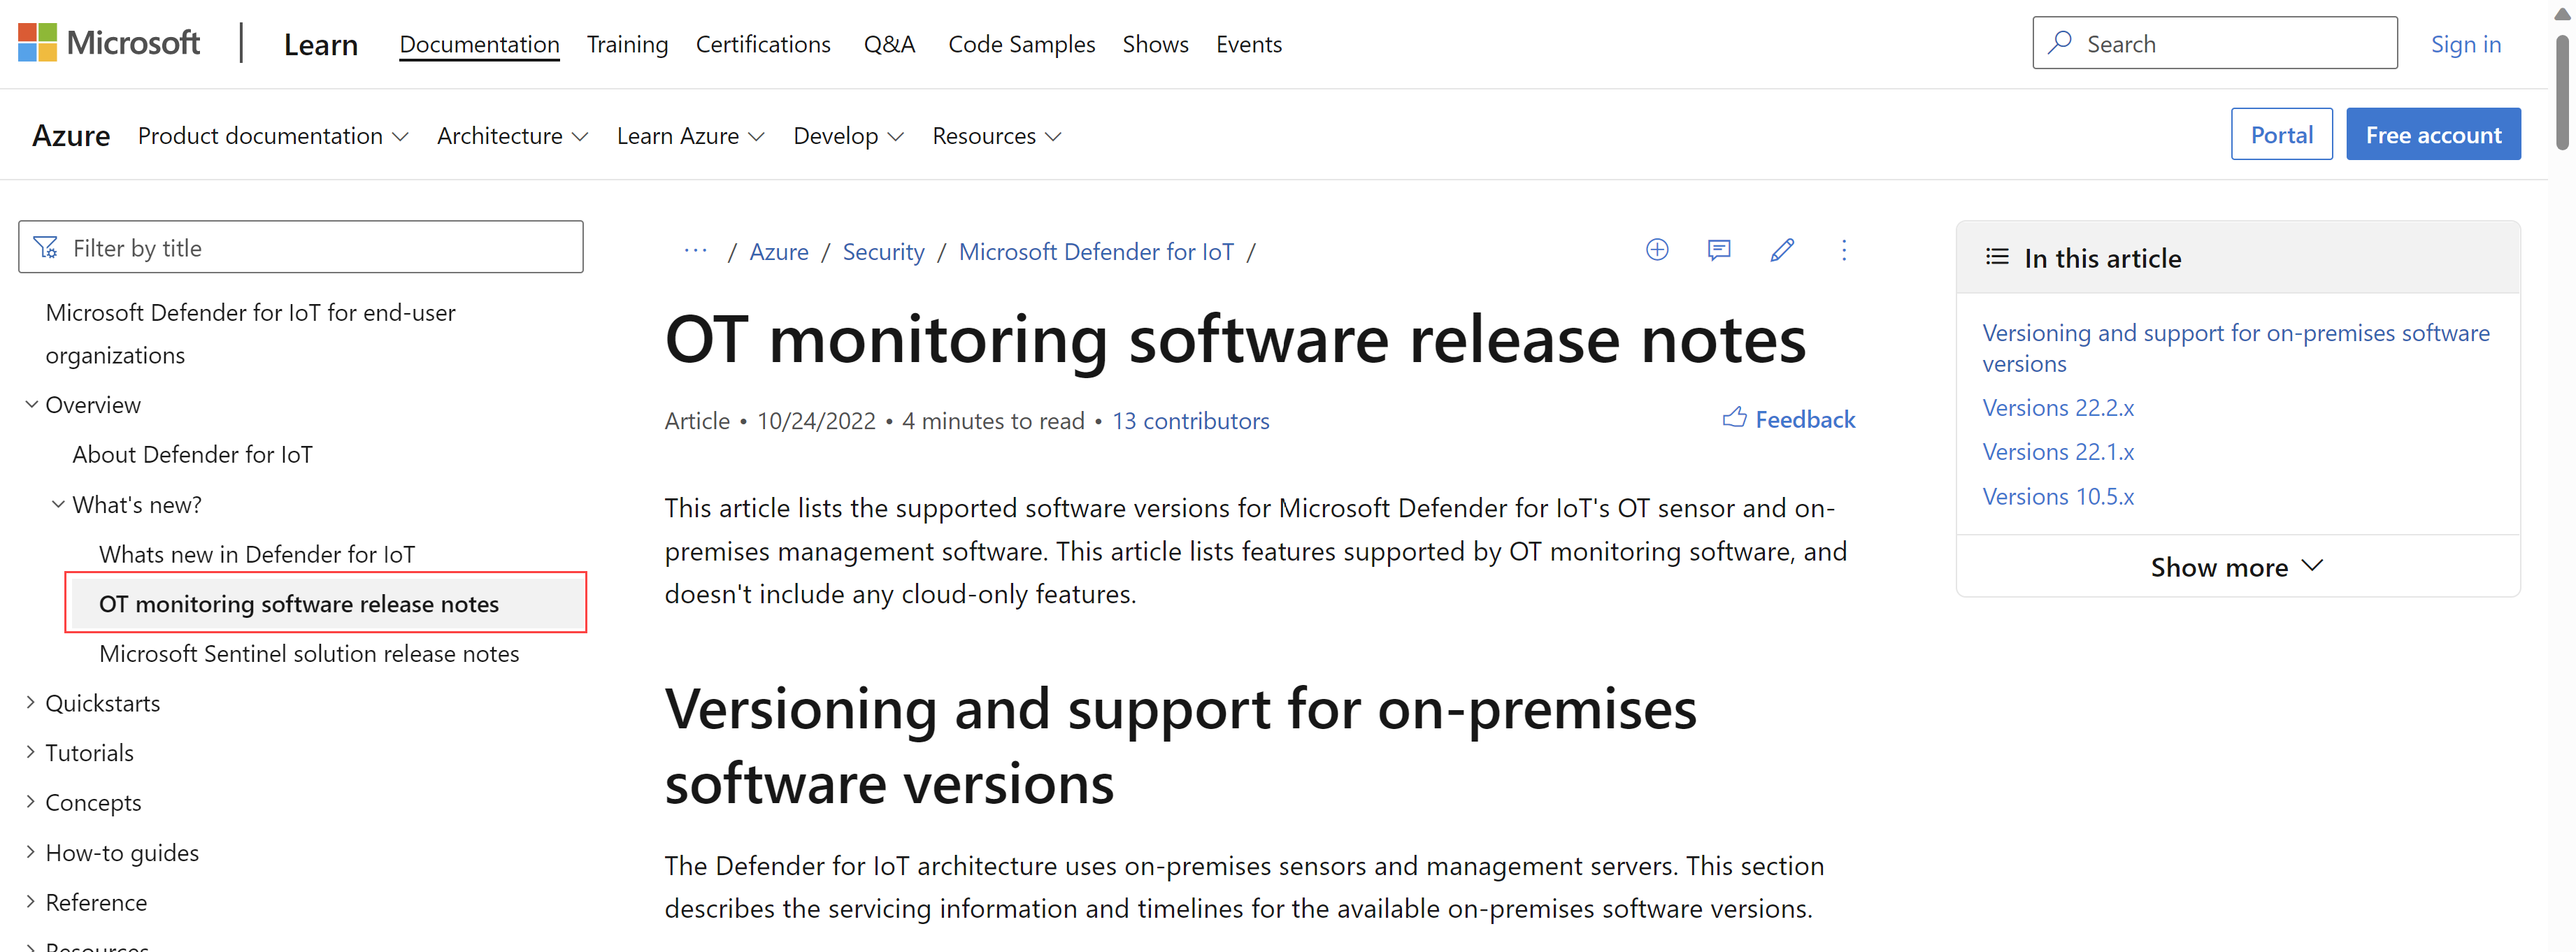 Microsoft
Learn
Documentation Training Certifications Q&A Code Samples Shows Events
Search
Sign in
Azure Product documentation Architecture Learn Azure Develop Resources
Portal
Free account
Filter by title
Microsoft Defender for IoT for end-user
organizations
Overview
About Defender for IoT
What's new?
Whats new in Defender for IoT
OT monitoring software release notes
Microsoft Sentinel solution release notes
Quickstarts
Tutorials
Concepts
How-to guides
Reference
Resources
··· / Azure / Security / Microsoft Defender for IoT /
OT monitoring software release notes
Article • 10/24/2022 • 4 minutes to read • 13 contributors
Feedback
This article lists the supported software versions for Microsoft Defender for IoT's OT sensor and on-
premises management software. This article lists features supported by OT monitoring software, and
doesn't include any cloud-only features.
Versioning and support for on-premises
software versions
The Defender for IoT architecture uses on-premises sensors and management servers. This section
describes the servicing information and timelines for the available on-premises software versions.
In this article
Versioning and support for on-premises software
versions
Versions 22.2.x
Versions 22.1.x
Versions 10.5.x
Show more